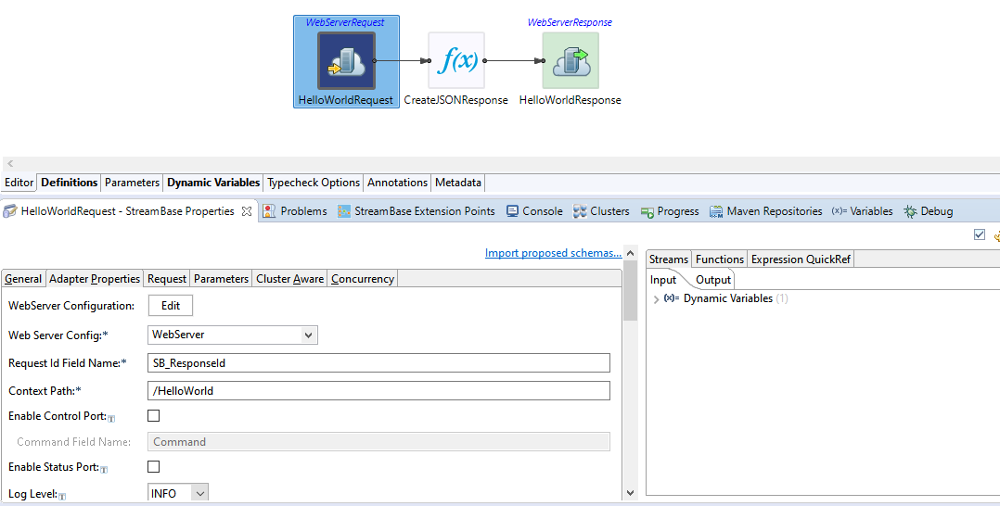 WebServerRequest WebServerResponse
f(x)
HelloWorldRequest CreateJSONResponse HelloWorldResponse
Editor Definitions Parameters Dynamic Variables Typecheck Options Annotations Metadata
HelloWorldRequest - StreamBase Properties Problems StreamBase Extension Points Console Clusters Progress Maven Repositories (x)= Variables Debug
Import proposed schemas...
General Adapter Properties Request Parameters Cluster Aware Concurrency
WebServer Configuration: Edit
Web Server Config:* WebServer
Request Id Field Name:* SB_ResponseId
Context Path:* /HelloWorld
Enable Control Port:
Command Field Name: Command
Enable Status Port:
Log Level: INFO
Streams Functions Expression QuickRef
Input Output
(x)= Dynamic Variables (1)